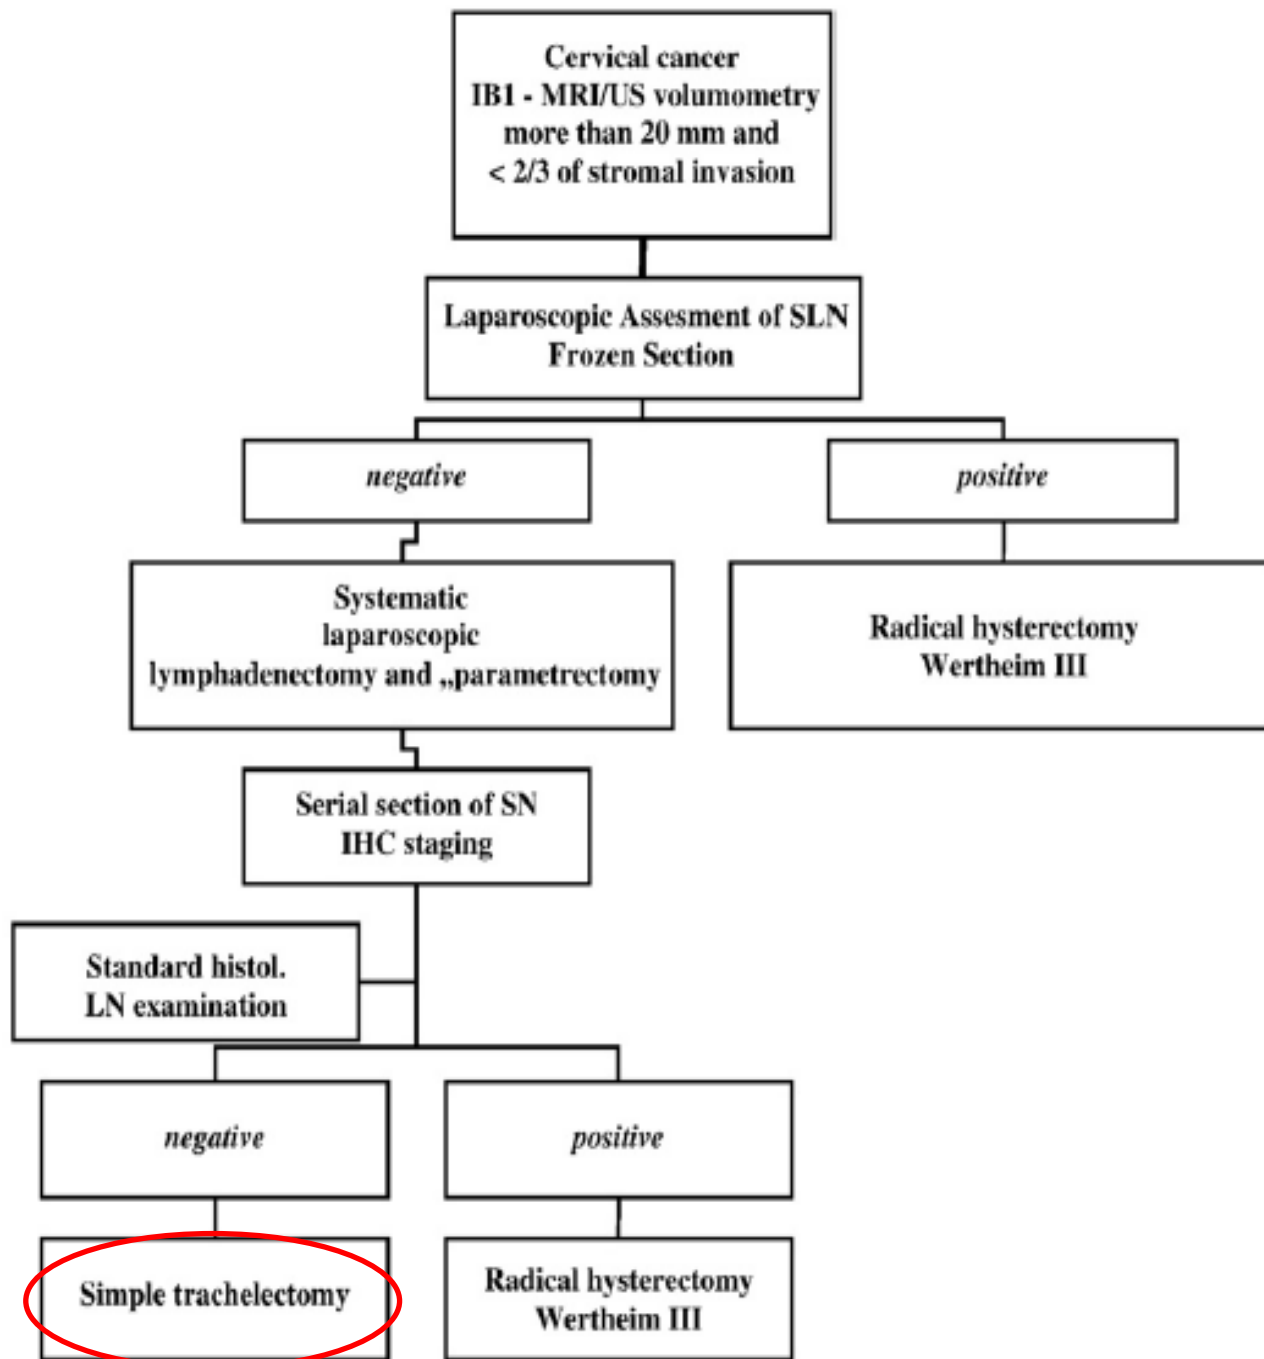 Cervical cancer
IB1 - MRI/US volumometry
more than 20 mm and
< 2/3 of stromal invasion
Laparoscopic Assesment of SLN
Frozen Section
negative
positive
Systematic
laparoscopic
lymphadenectomy and „parametrectomy
Radical hysterectomy
Wertheim III
Serial section of SN
IHC staging
Standard histol.
LN examination
negative
positive
Simple trachelectomy
Radical hysterectomy
Wertheim III